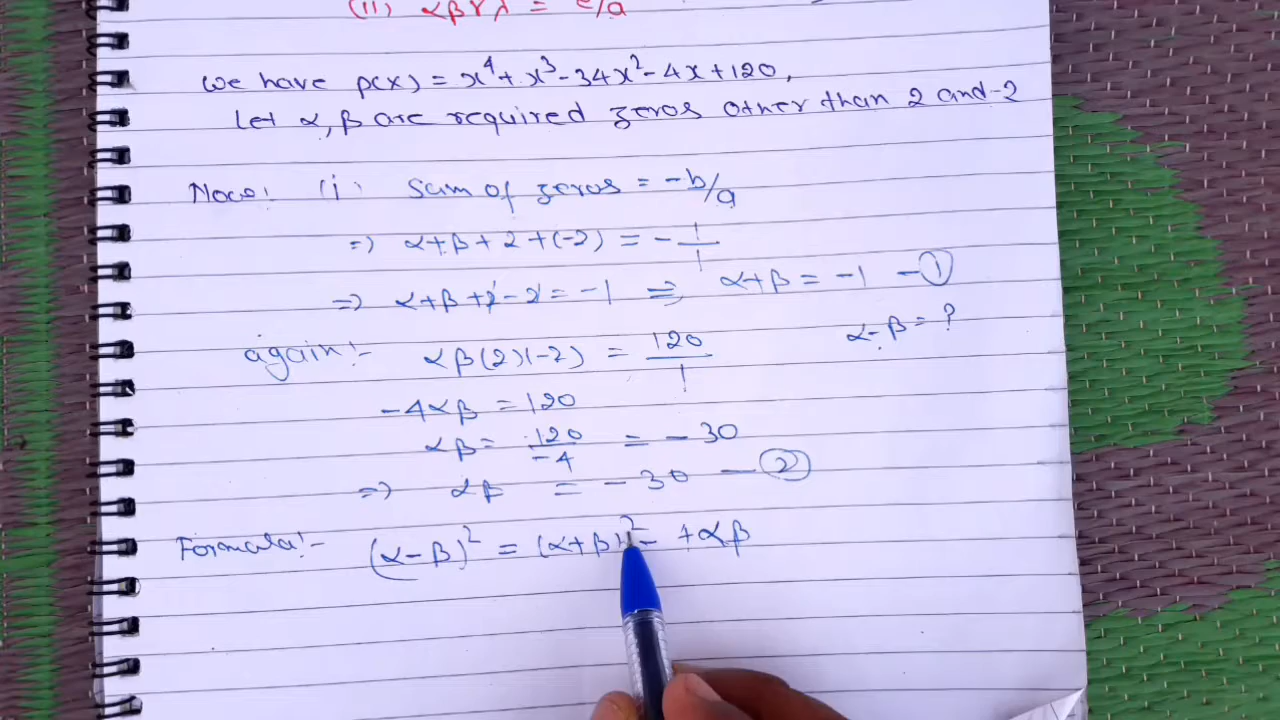 (ii) αβγλ = e/a
We have p(x) = x⁴ + x³ - 34x² - 4x + 120,
Let α, β are required zeros other than 2 and -2
Now:- (i) Sum of zeros = -b/a
=> α+β+2+(-2) = -1/1
=> α+β+2-2 = -1 => α+β = -1 — ①
α-β = ?
again:- αβ(2)(-2) = 120/1
-4αβ = 120
αβ = 120/-4 = -30
=> αβ = -30 — ②
Formula:- (α-β)² = (α+β)² - 4αβ